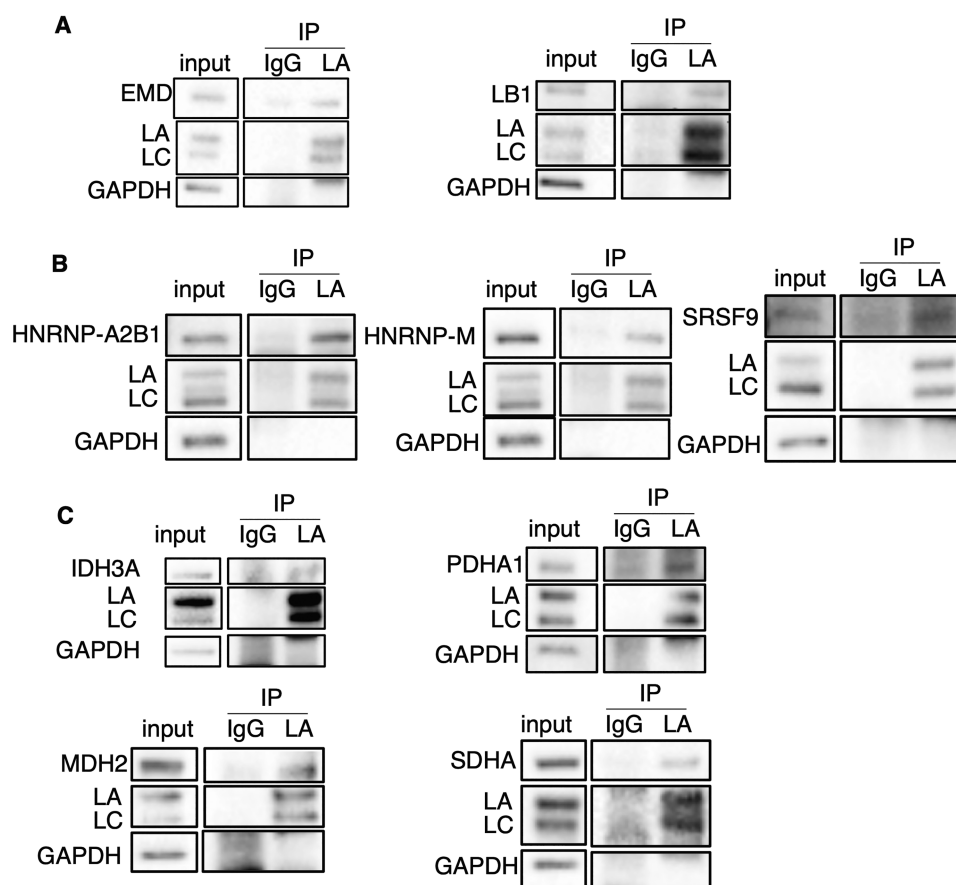 A
IP
input IgG LA
EMD
LA
LC
GAPDH
IP
input IgG LA
LB1
LA
LC
GAPDH
B
IP
input IgG LA
HNRNP-A2B1
LA
LC
GAPDH
IP
input IgG LA
HNRNP-M
LA
LC
GAPDH
IP
input IgG LA
SRSF9
LA
LC
GAPDH
C
IP
input IgG LA
IDH3A
LA
LC
GAPDH
IP
input IgG LA
PDHA1
LA
LC
GAPDH
IP
input IgG LA
MDH2
LA
LC
GAPDH
IP
input IgG LA
SDHA
LA
LC
GAPDH